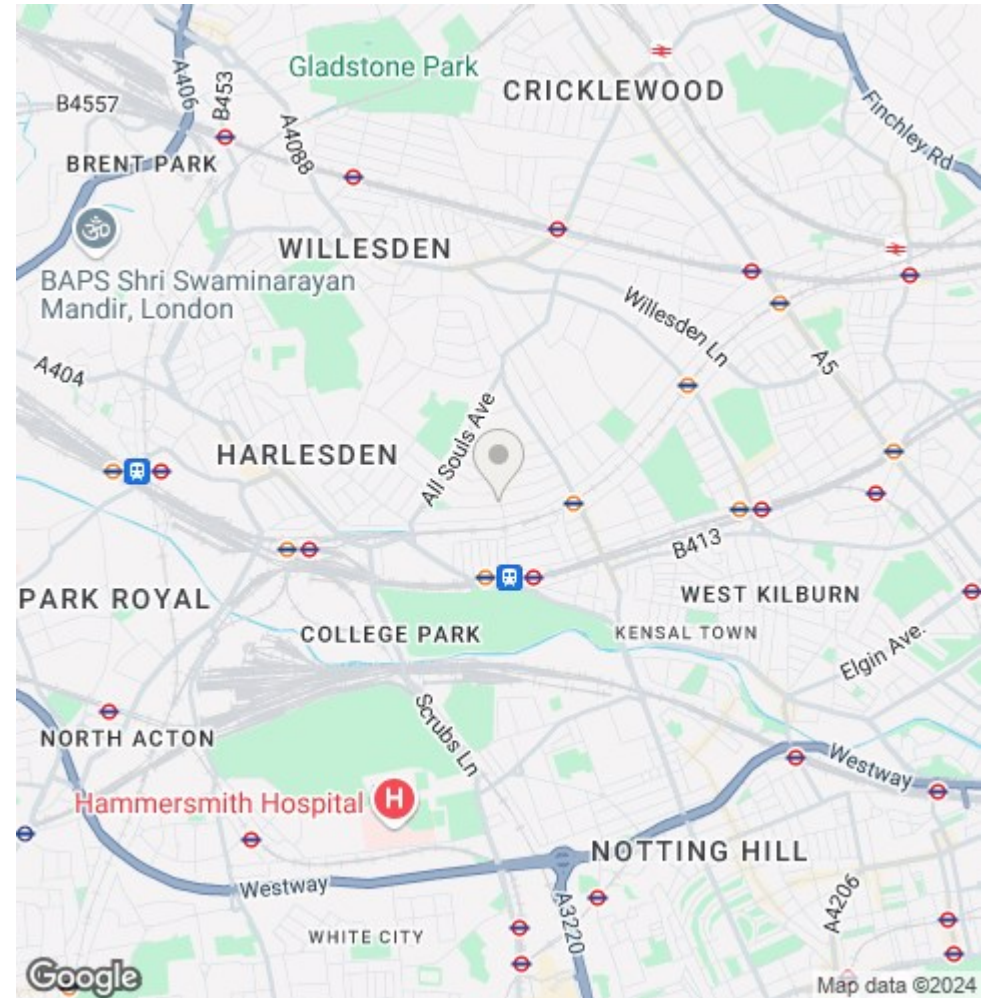 Gladstone Park
CRICKLEWOOD
A406
B453
B4557
A4088
Finchley Rd
BRENT PARK
WILLESDEN
BAPS Shri Swaminarayan
Mandir, London
Willesden Ln
A404
A5
All Souls Ave
HARLESDEN
B413
PARK ROYAL
WEST KILBURN
COLLEGE PARK
KENSAL TOWN
Elgin Ave.
Scrubs Ln
NORTH ACTON
Westway
Hammersmith Hospital
H
NOTTING HILL
Westway
A4206
A3220
WHITE CITY
Google
Map data ©2024